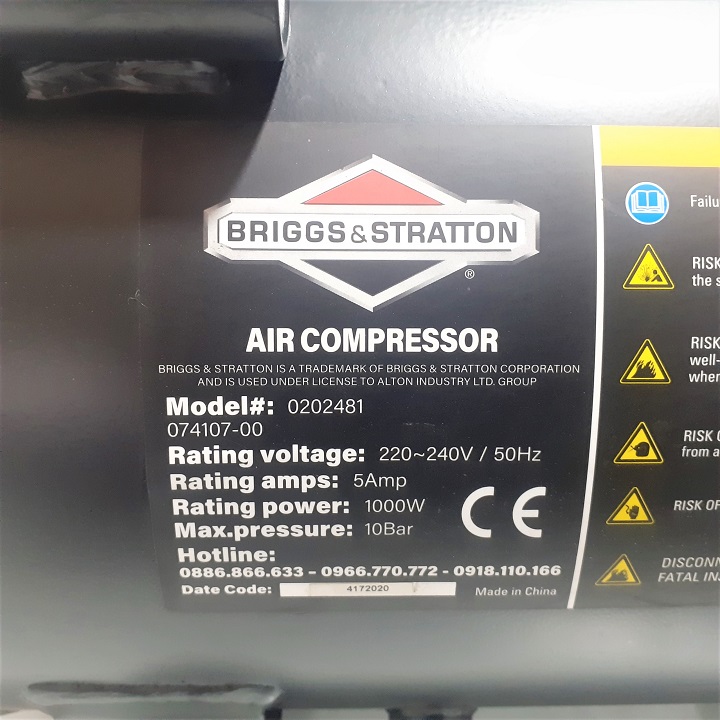 BRIGGS & STRATTON
®
AIR COMPRESSOR
BRIGGS & STRATTON IS A TRADEMARK OF BRIGGS & STRATTON CORPORATION
AND IS USED UNDER LICENSE TO ALTON INDUSTRY LTD. GROUP
Model#: 0202481
074107-00
Rating voltage: 220~240V / 50Hz
Rating amps: 5Amp
Rating power: 1000W
Max.pressure: 10Bar
CE
Hotline:
0886.866.633 - 0966.770.772 - 0918.110.166
Date Code: 4172020 Made in China
Failu
RISK
the s
RISK
well-
when
RISK O
from a
RISK OF
DISCONN
FATAL INJ